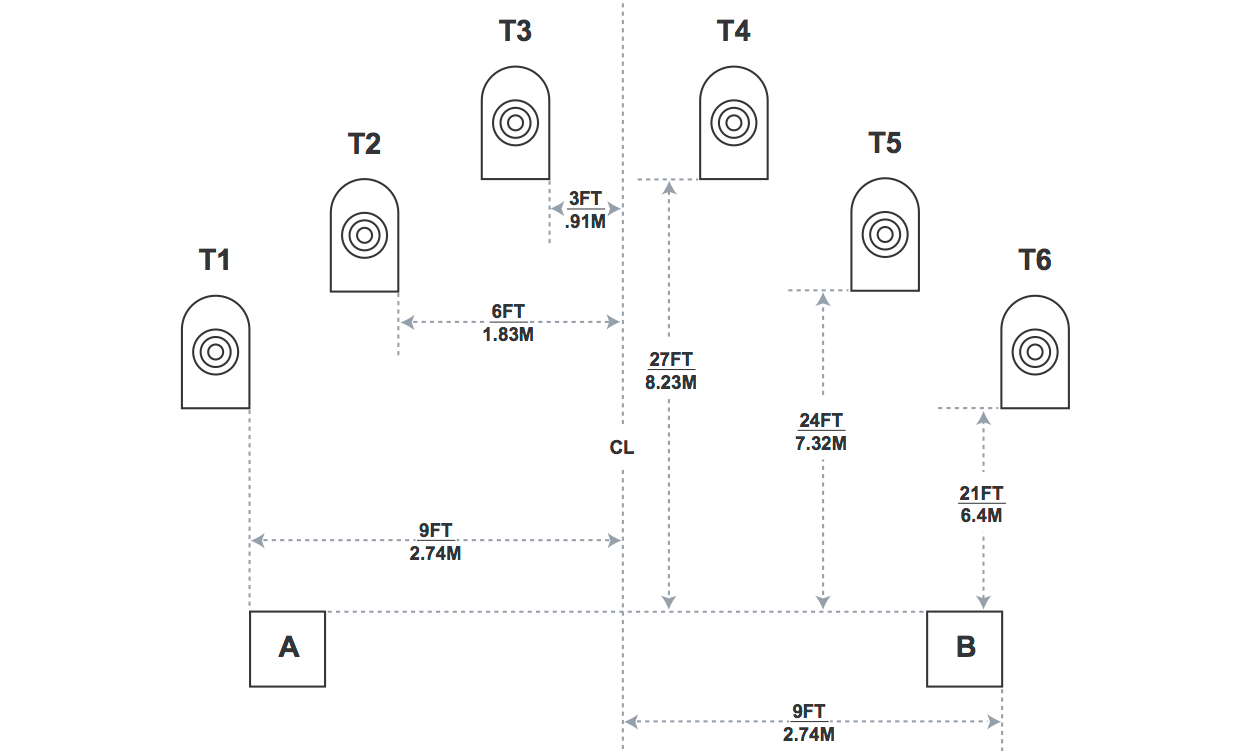 T3
T4
T2
T5
3FT
.91M
T1
T6
6FT
1.83M
27FT
8.23M
24FT
7.32M
CL
21FT
6.4M
9FT
2.74M
A
B
9FT
2.74M